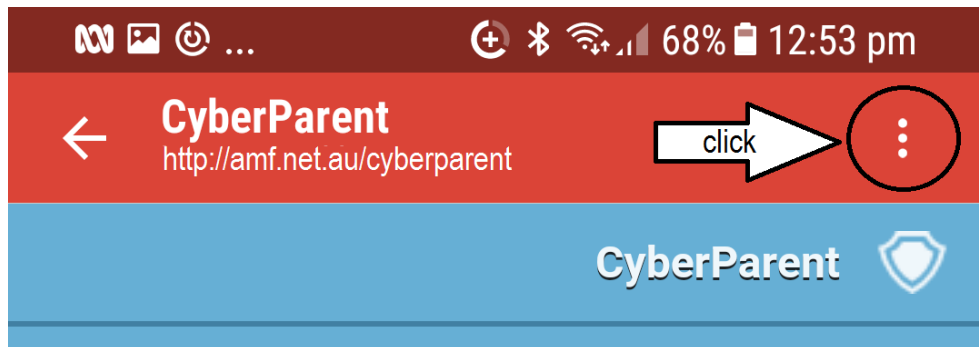 ... 68% 12:53 pm
CyberParent
http://amf.net.au/cyberparent
click
CyberParent